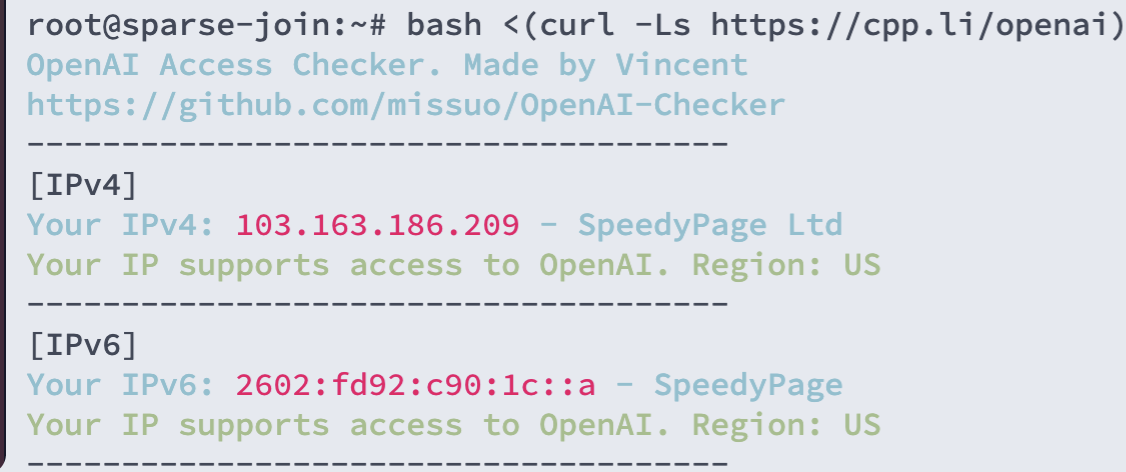 root@sparse-join:~# bash <(curl -Ls https://cpp.li/openai)
OpenAI Access Checker. Made by Vincent
https://github.com/missuo/OpenAI-Checker
-------------------------------------
[IPv4]
Your IPv4: 103.163.186.209 - SpeedyPage Ltd
Your IP supports access to OpenAI. Region: US
-------------------------------------
[IPv6]
Your IPv6: 2602:fd92:c90:1c::a - SpeedyPage
Your IP supports access to OpenAI. Region: US
-------------------------------------